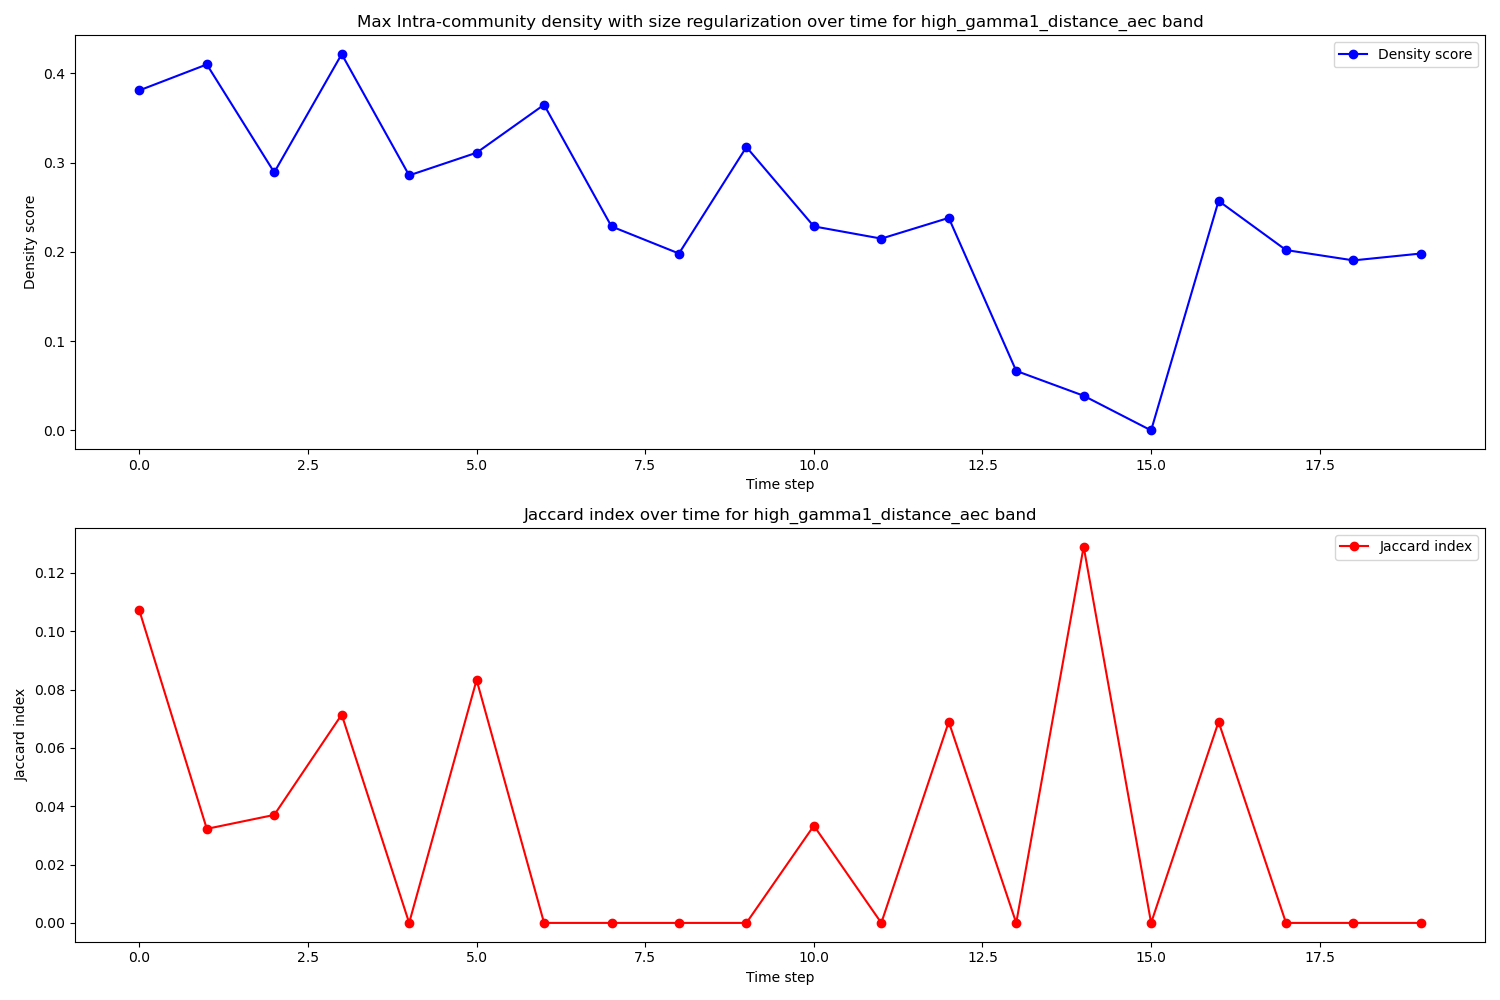 Max Intra-community density with size regularization over time for high_gamma1_distance_aec band
Density score
0.4
0.3
0.2
0.1
0.0
Density score
0.0 2.5 5.0 7.5 10.0 12.5 15.0 17.5
Time step
Jaccard index over time for high_gamma1_distance_aec band
Jaccard index
0.12
0.10
0.08
0.06
0.04
0.02
0.00
Jaccard index
0.0 2.5 5.0 7.5 10.0 12.5 15.0 17.5
Time step